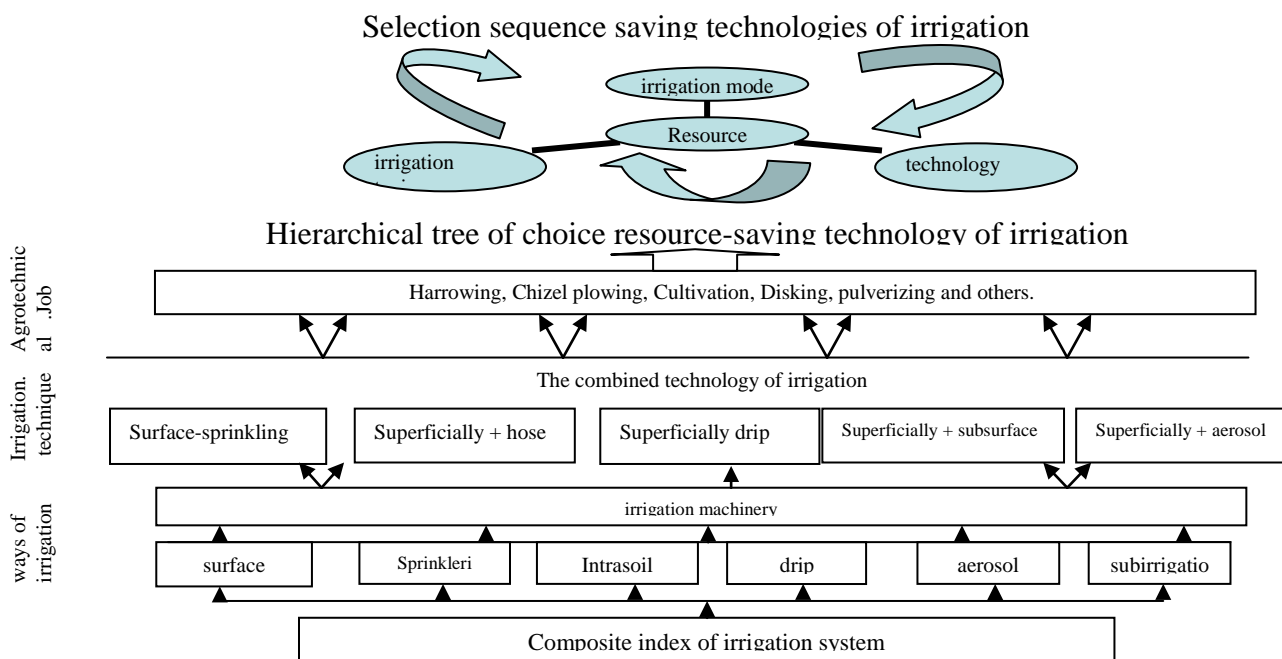 Selection sequence saving technologies of irrigation
irrigation mode
Resource
irrigation
technology
Hierarchical tree of choice resource-saving technology of irrigation
Agrotechnic
al .Job
Harrowing, Chizel plowing, Cultivation, Disking, pulverizing and others.
Irrigation.
technique
The combined technology of irrigation
Surface-sprinkling
Superficially + hose
Superficially drip
Superficially + subsurface
Superficially + aerosol
irrigation machinery
ways of
irrigation
surface
Sprinkleri
Intrasoil
drip
aerosol
subirrigatio
Composite index of irrigation system